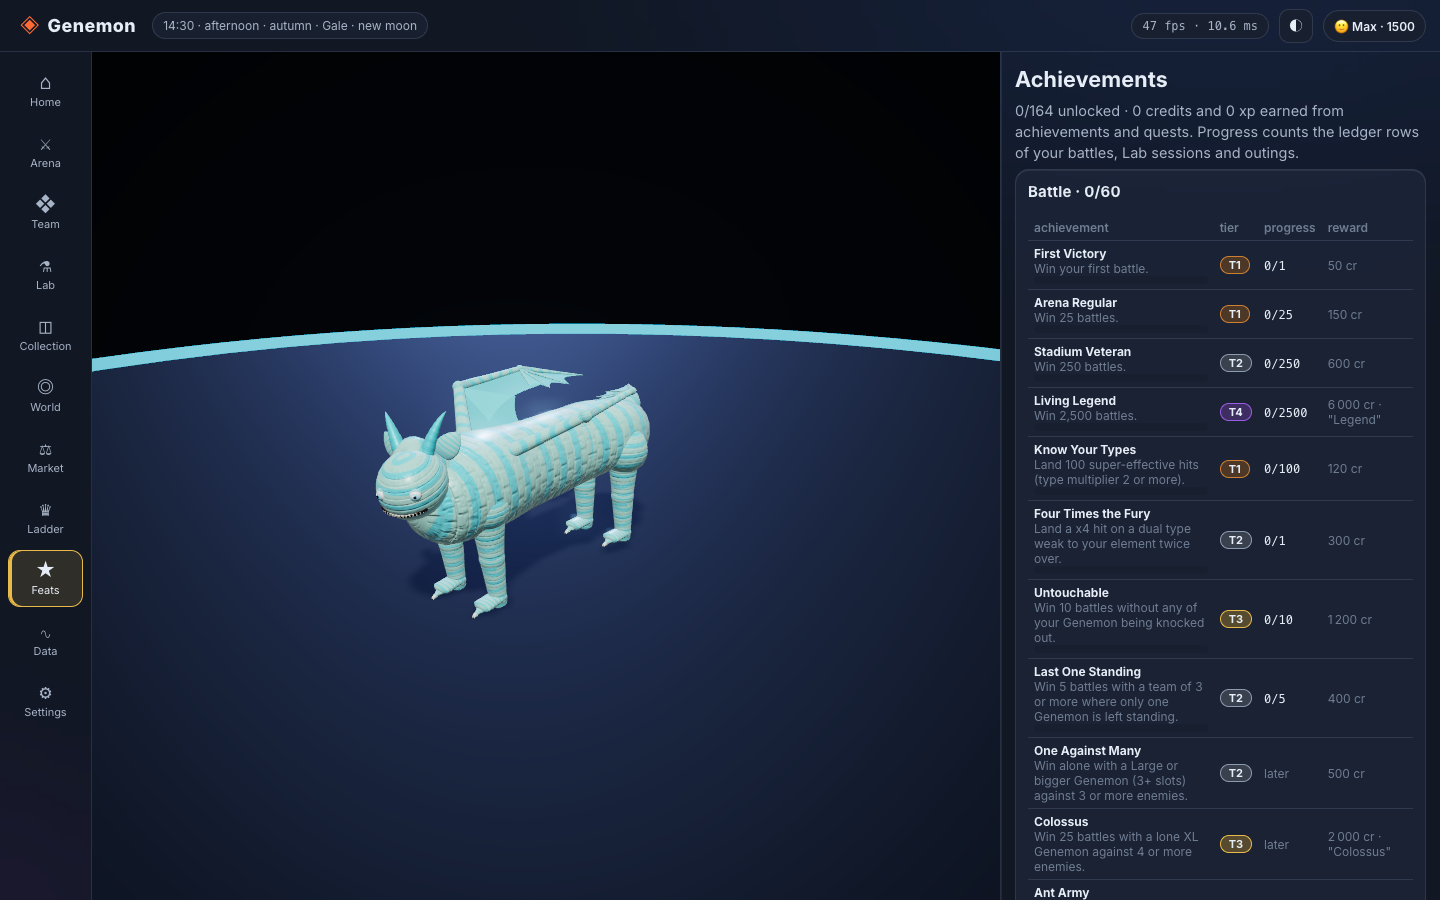 Genemon
14:30 · afternoon · autumn · Gale · new moon
47 fps · 10.6 ms
Max · 1500
Home
Arena
Team
Lab
Collection
World
Market
Ladder
Feats
Data
Settings
Achievements
0/164 unlocked · 0 credits and 0 xp earned from
achievements and quests. Progress counts the ledger rows
of your battles, Lab sessions and outings.
Battle · 0/60
achievement tier progress reward
First Victory
Win your first battle.
T1 0/1 50 cr
Arena Regular
Win 25 battles.
T1 0/25 150 cr
Stadium Veteran
Win 250 battles.
T2 0/250 600 cr
Living Legend
Win 2,500 battles.
T4 0/2500 6 000 cr ·
"Legend"
Know Your Types
Land 100 super-effective hits
(type multiplier 2 or more).
T1 0/100 120 cr
Four Times the Fury
Land a x4 hit on a dual type
weak to your element twice
over.
T2 0/1 300 cr
Untouchable
Win 10 battles without any of
your Genemon being knocked
out.
T3 0/10 1 200 cr
Last One Standing
Win 5 battles with a team of 3
or more where only one
Genemon is left standing.
T2 0/5 400 cr
One Against Many
Win alone with a Large or
bigger Genemon (3+ slots)
against 3 or more enemies.
T2 later 500 cr
Colossus
Win 25 battles with a lone XL
Genemon against 4 or more
enemies.
T3 later 2 000 cr ·
"Colossus"
Ant Army